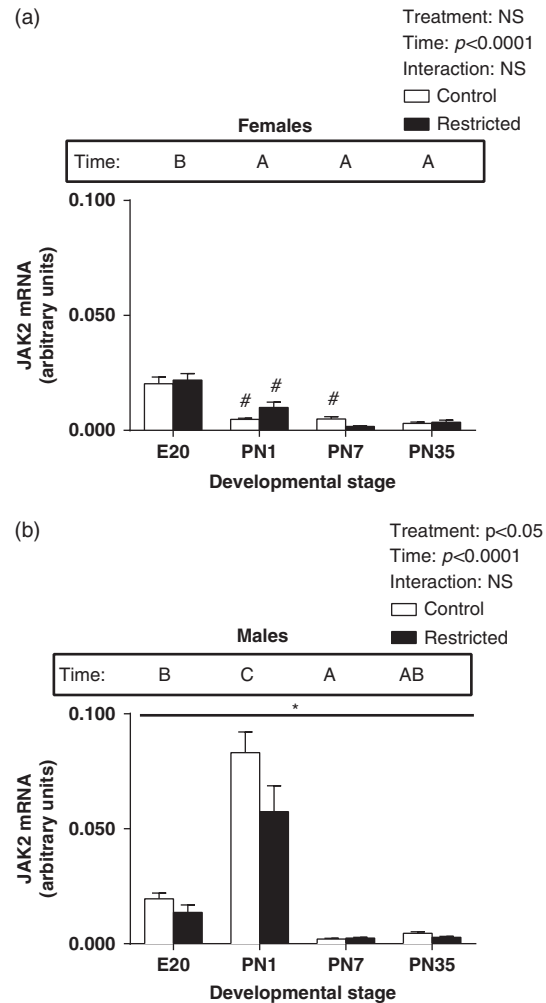 (a)
Treatment: NS
Time: p<0.0001
Interaction: NS
Control
Restricted
Females
Time: B A A A
0.100
0.050
0.000
JAK2 mRNA
(arbitrary units)
# # #
E20 PN1 PN7 PN35
Developmental stage
(b)
Treatment: p<0.05
Time: p<0.0001
Interaction: NS
Control
Restricted
Males
Time: B C A AB
*
0.100
0.050
0.000
JAK2 mRNA
(arbitrary units)
E20 PN1 PN7 PN35
Developmental stage